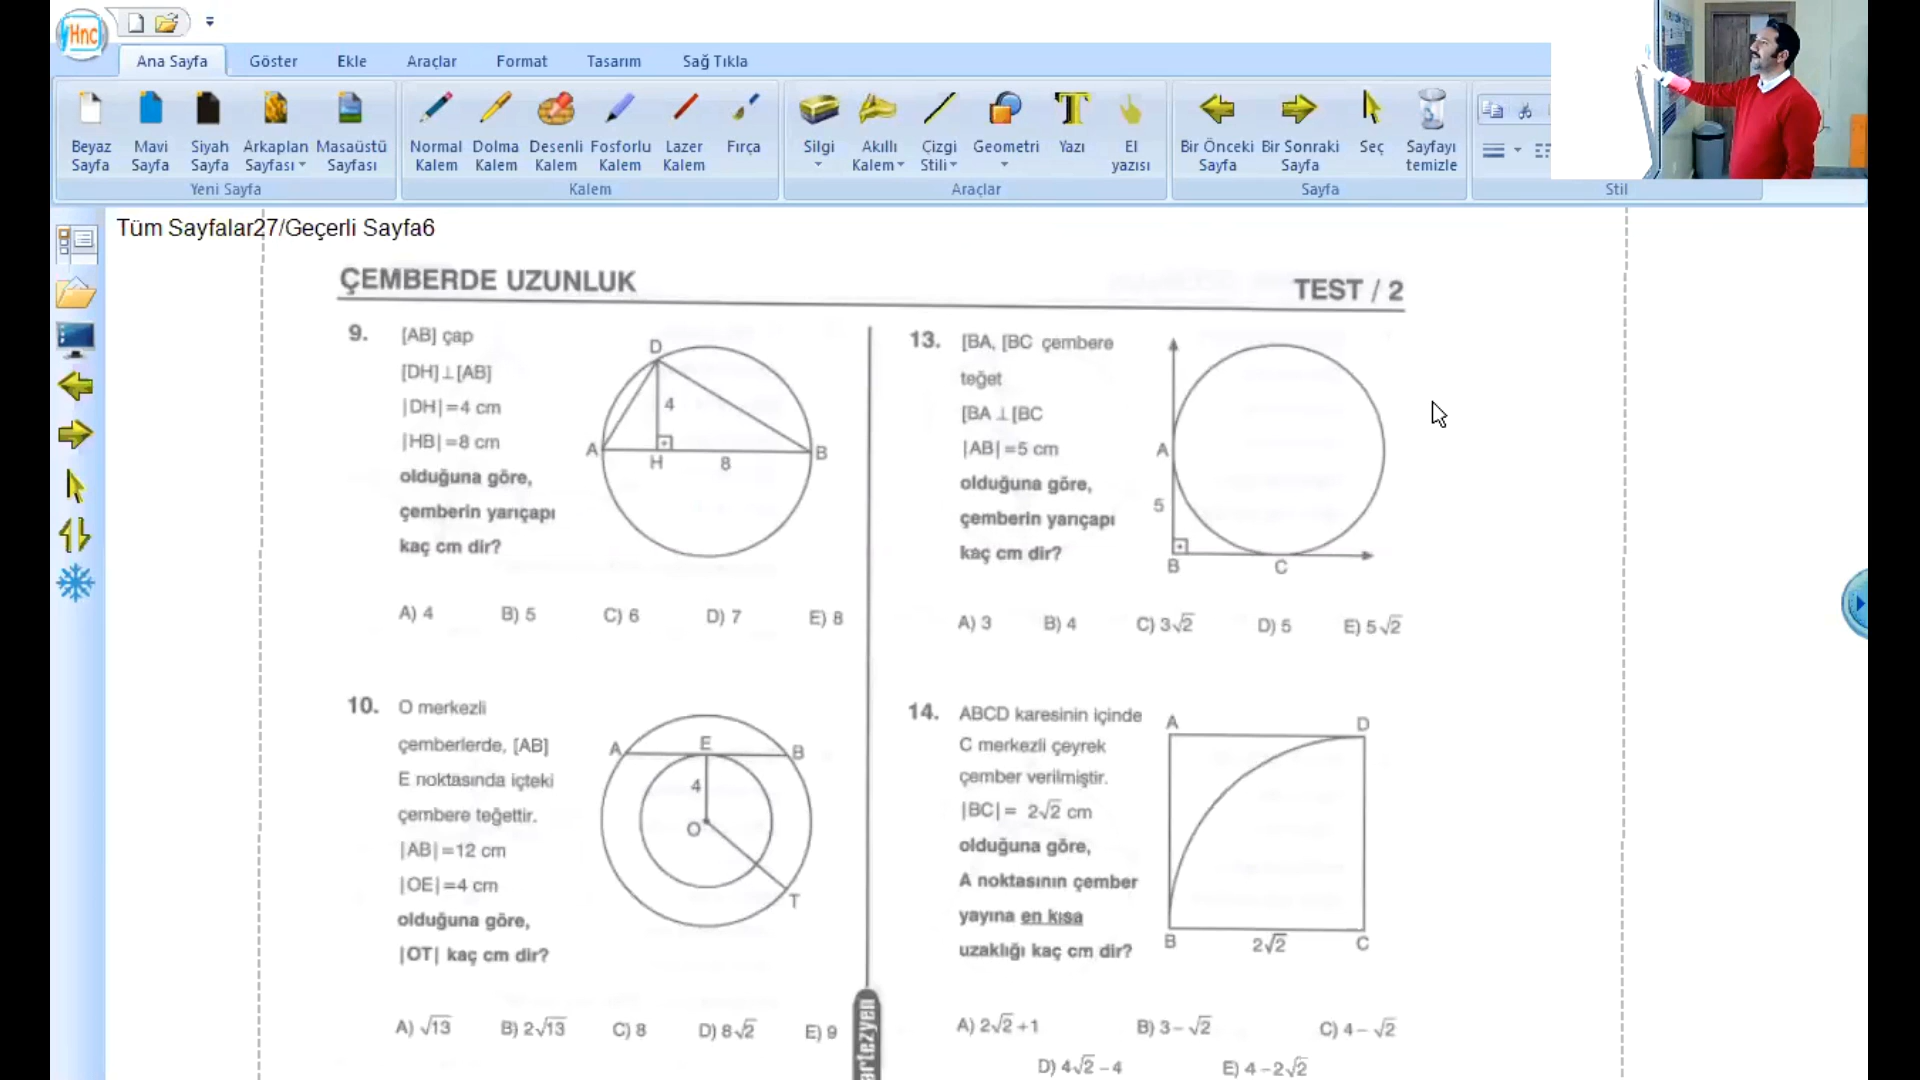 Hnc
Ana Sayfa
Göster
Ekle
Araçlar
Format
Tasarım
Sağ Tıkla
Beyaz Sayfa
Mavi Sayfa
Siyah Sayfa
Arkaplan Sayfası
Masaüstü Sayfası
Yeni Sayfa
Normal Kalem
Dolma Kalem
Desenli Kalem
Fosforlu Kalem
Lazer Kalem
Fırça
Kalem
Silgi
Akıllı Kalem
Çizgi Stili
Geometri
Yazı
El yazısı
Araçlar
Bir Önceki Sayfa
Bir Sonraki Sayfa
Seç
Sayfayı temizle
Sayfa
Stil
Tüm Sayfalar27/Geçerli Sayfa6
ÇEMBERDE UZUNLUK
TEST / 2
9. [AB] çap
[DH]⊥[AB]
|DH|=4 cm
|HB|=8 cm
olduğuna göre,
çemberin yarıçapı
kaç cm dir?
D
4
A
H
8
B
A) 4 B) 5 C) 6 D) 7 E) 8
10. O merkezli
çemberlerde, [AB]
E noktasında içteki
çembere teğettir.
|AB|=12 cm
|OE|=4 cm
olduğuna göre,
|OT| kaç cm dir?
A
E
B
4
O
T
A) √13 B) 2√13 C) 8 D) 8√2 E) 9
13. [BA, [BC çembere
teğet
[BA ⊥ [BC
|AB|=5 cm
olduğuna göre,
çemberin yarıçapı
kaç cm dir?
A
5
B
C
A) 3 B) 4 C) 3√2 D) 5 E) 5√2
14. ABCD karesinin içinde
C merkezli çeyrek
çember verilmiştir.
|BC|= 2√2 cm
olduğuna göre,
A noktasının çember
yayına en kısa
uzaklığı kaç cm dir?
A
D
B
2√2
C
A) 2√2 +1 B) 3−√2 C) 4−√2
D) 4√2 −4 E) 4−2√2
artezyen